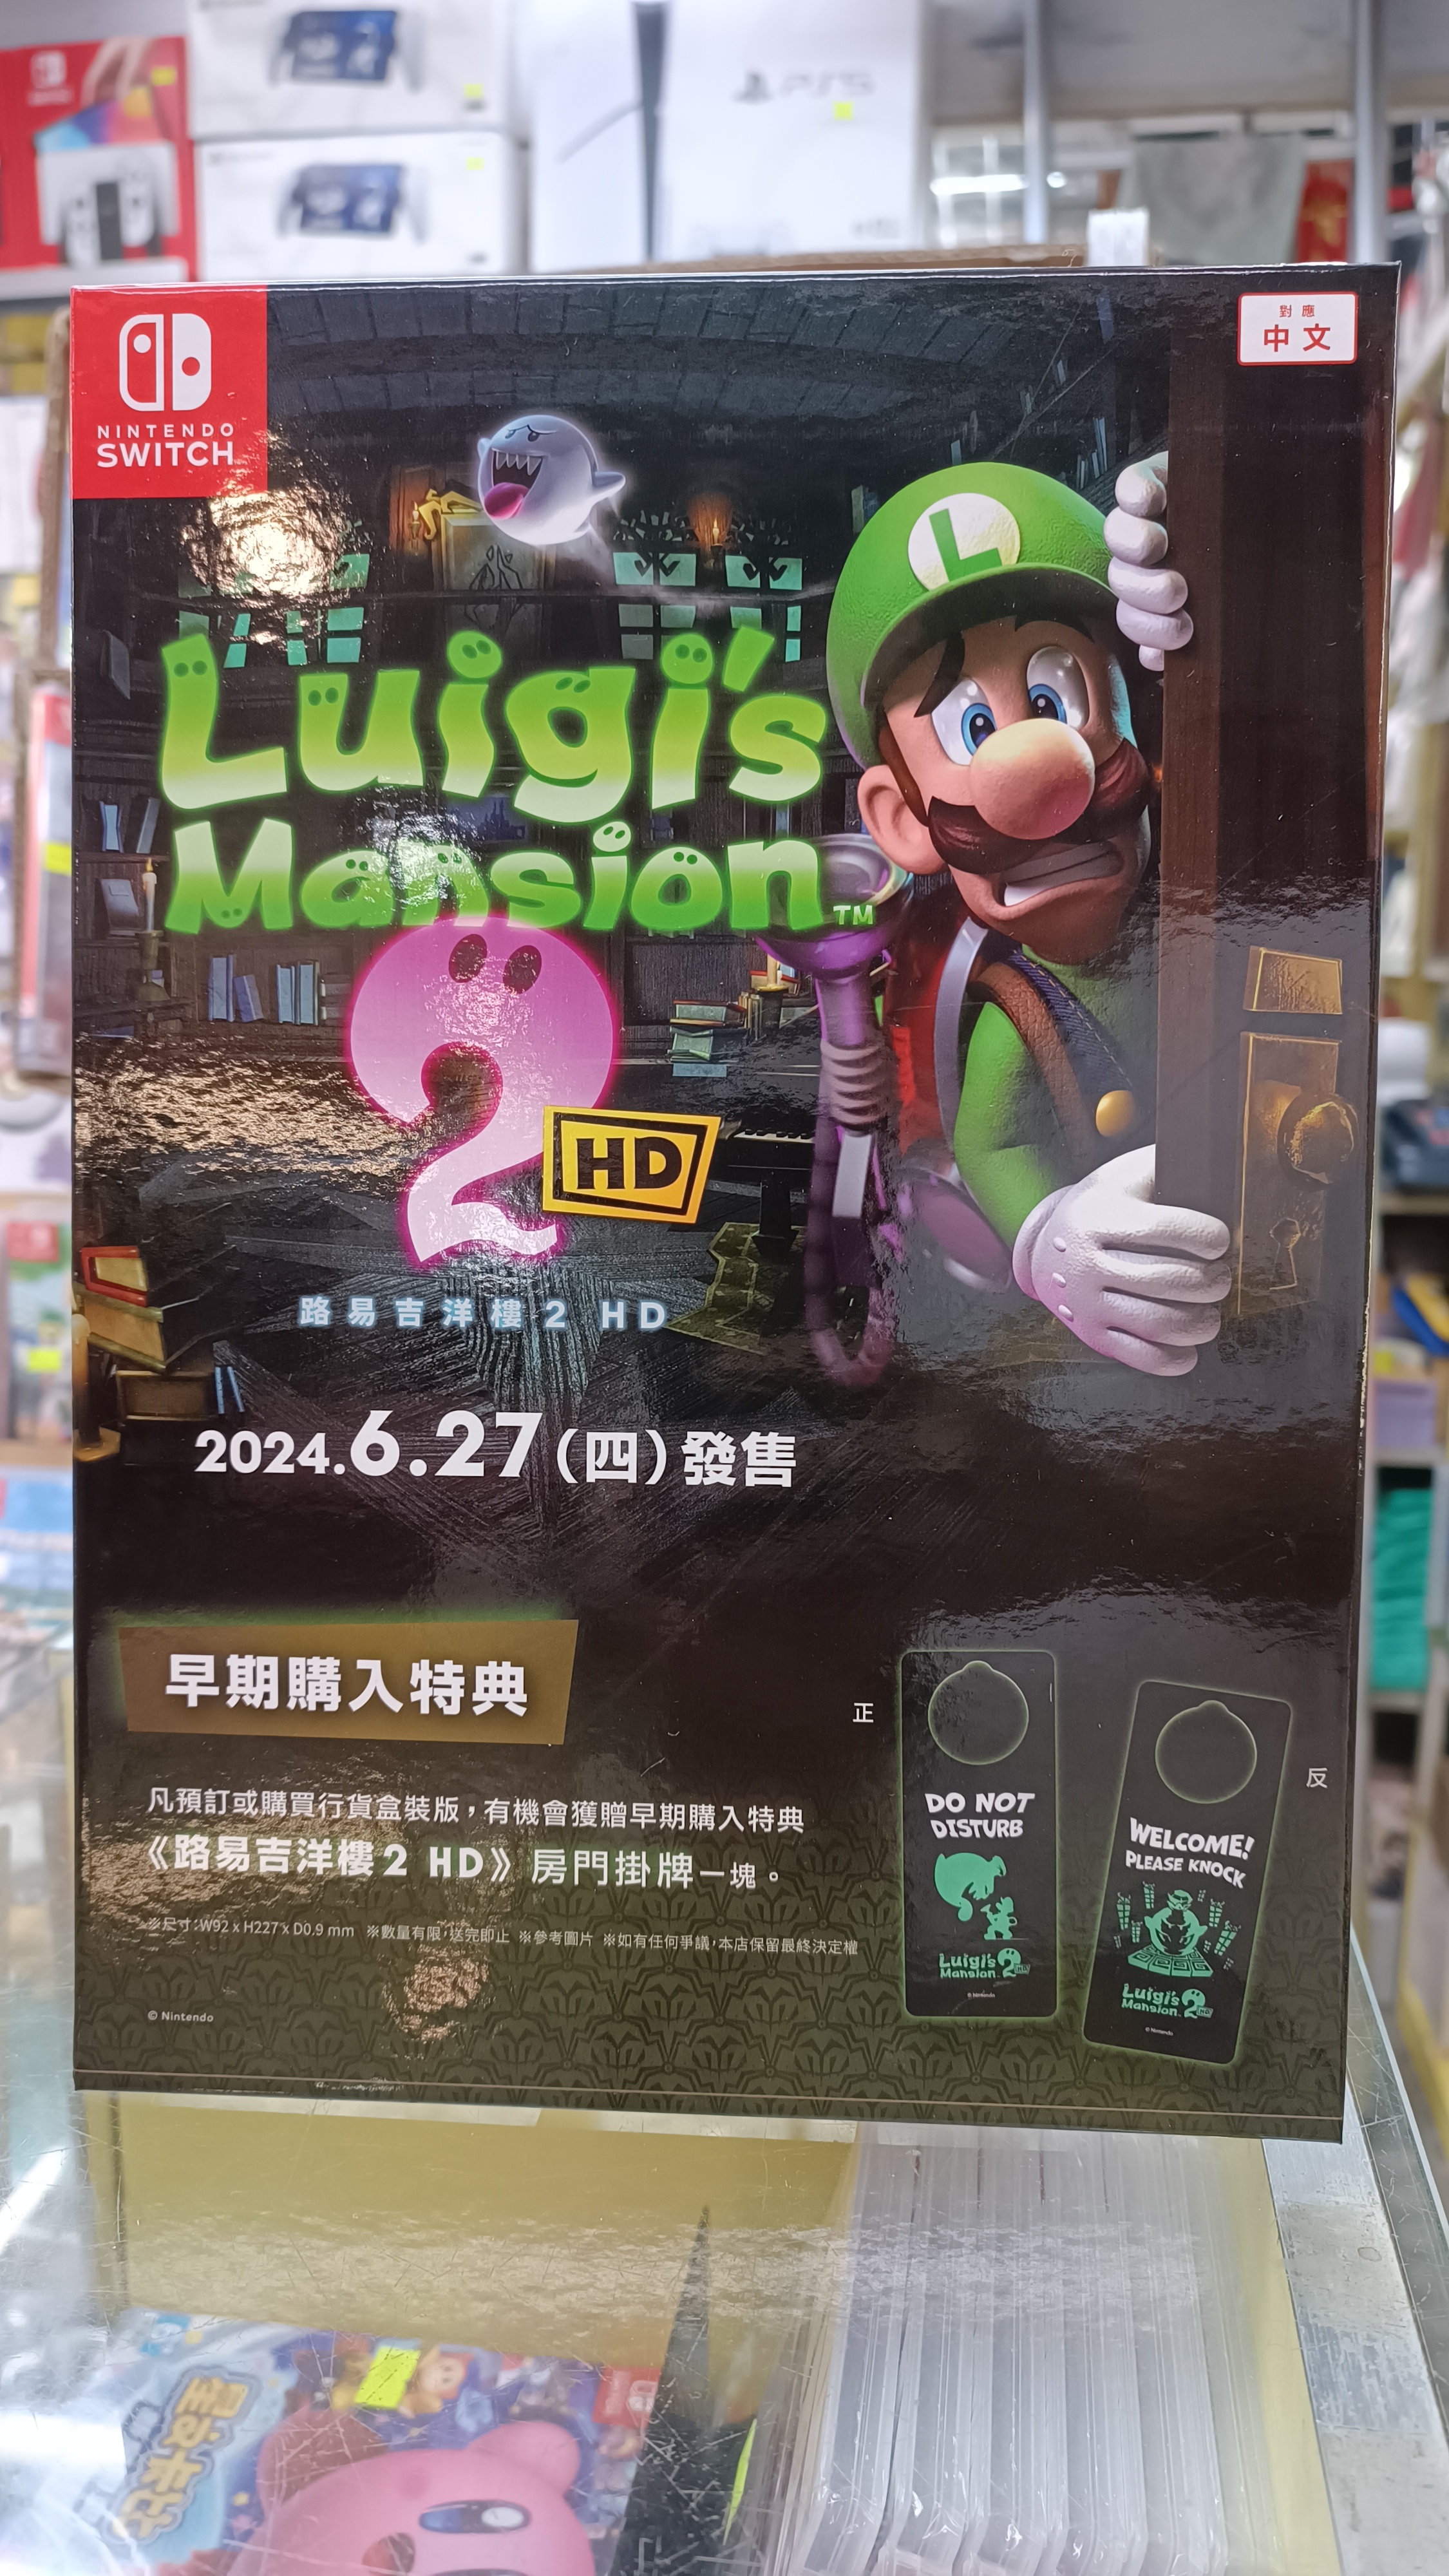 PS5
NINTENDO
SWITCH
對應
中文
L
Luigi's
Mansion™
2
HD
路易吉洋樓2 HD
2024.6.27(四)發售
早期購入特典
凡預訂或購買行貨盒裝版,有機會獲贈早期購入特典
《路易吉洋樓2 HD》房門掛牌一塊。
※尺寸:W92 x H227 x D0.9 mm ※數量有限,送完即止 ※參考圖片 ※如有任何爭議,本店保留最終決定權
© Nintendo
正
DO NOT
DISTURB
Luigi's
Mansion 2 HD
© Nintendo
反
WELCOME!
PLEASE KNOCK
Luigi's
Mansion 2 HD
© Nintendo